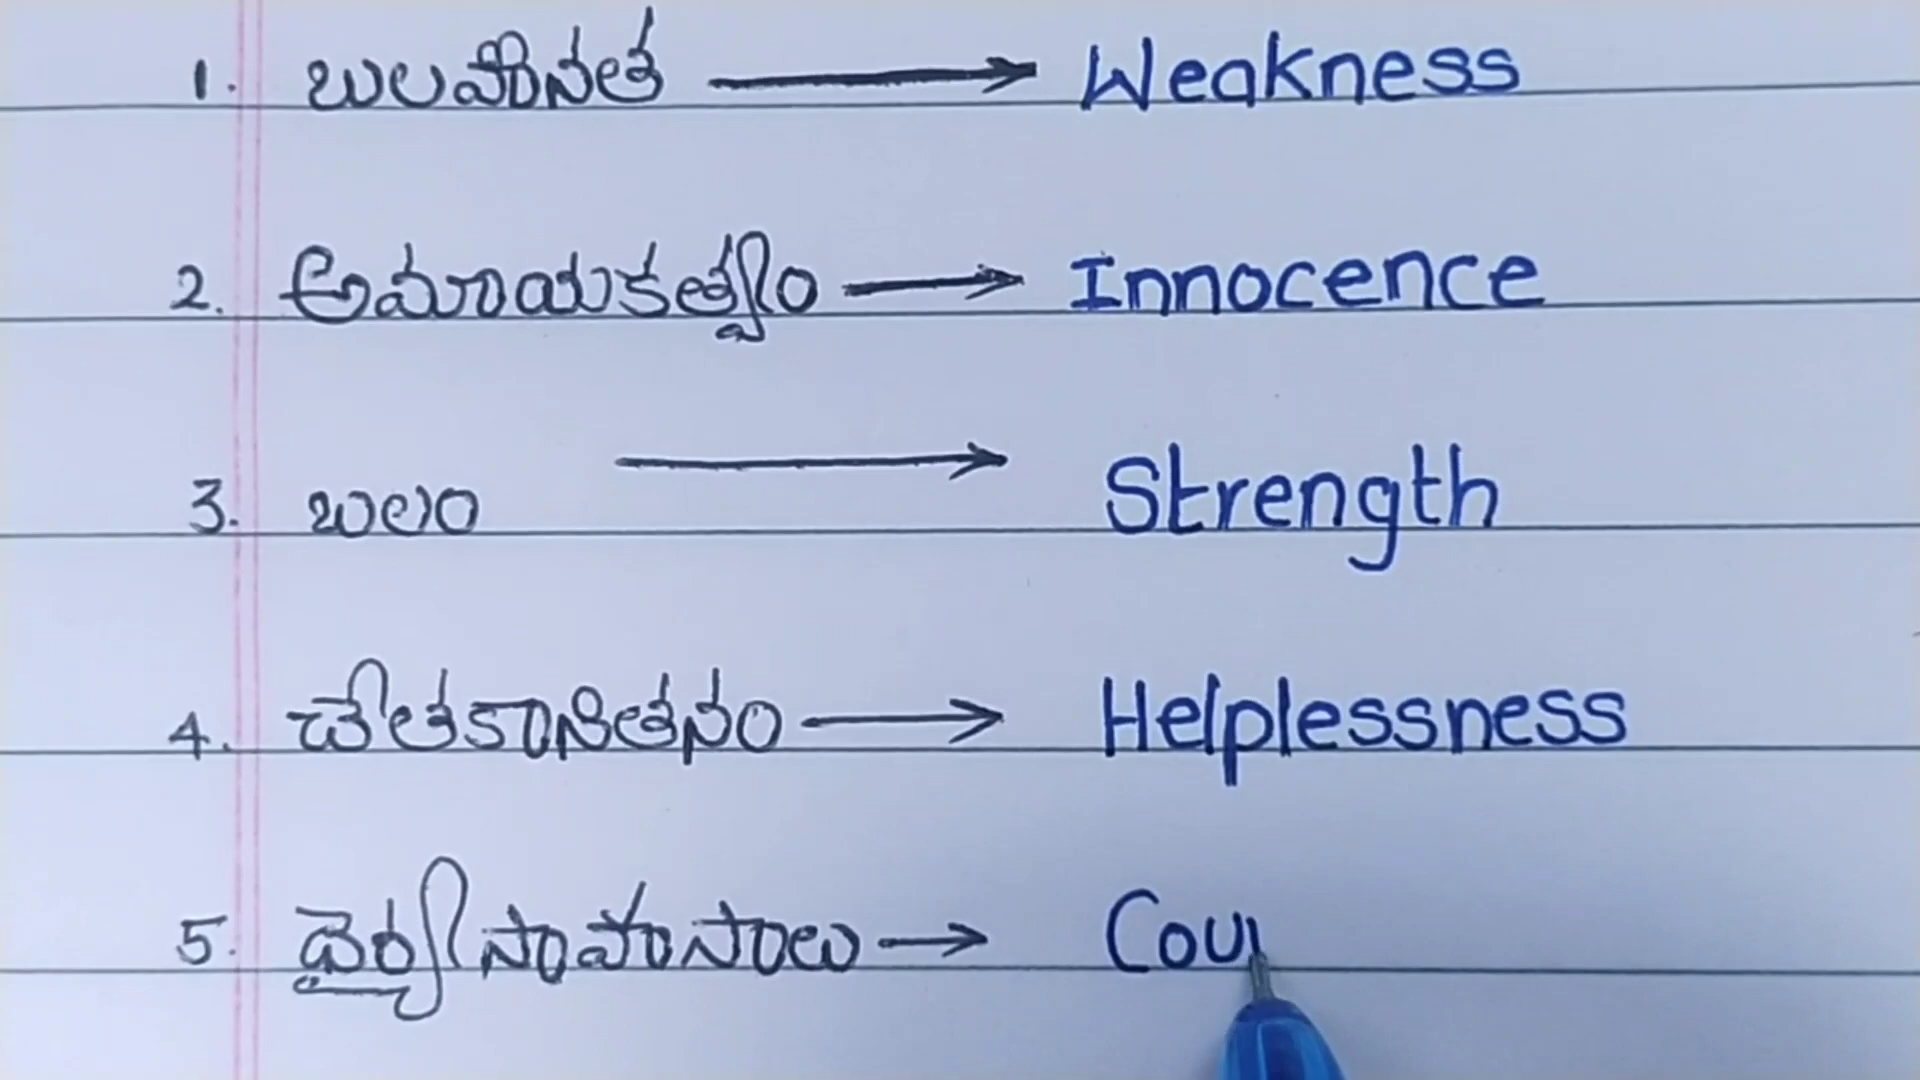 1. బలహీనత → Weakness
2. అమాయకత్వం → Innocence
3. బలం → Strength
4. చేతకానితనం → Helplessness
5. ధైర్యసాహసాలు → Cou